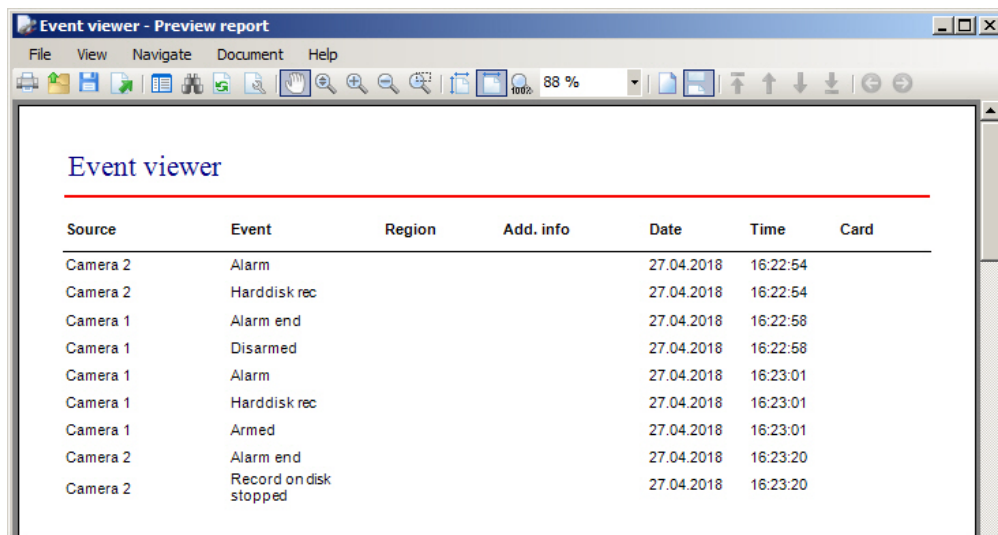 Event viewer - Preview report
File View Navigate Document Help
100% 88 %
Event viewer
Source Event Region Add. info Date Time Card
Camera 2 Alarm 27.04.2018 16:22:54
Camera 2 Harddisk rec 27.04.2018 16:22:54
Camera 1 Alarm end 27.04.2018 16:22:58
Camera 1 Disarmed 27.04.2018 16:22:58
Camera 1 Alarm 27.04.2018 16:23:01
Camera 1 Harddisk rec 27.04.2018 16:23:01
Camera 1 Armed 27.04.2018 16:23:01
Camera 2 Alarm end 27.04.2018 16:23:20
Camera 2 Record on disk 27.04.2018 16:23:20
stopped